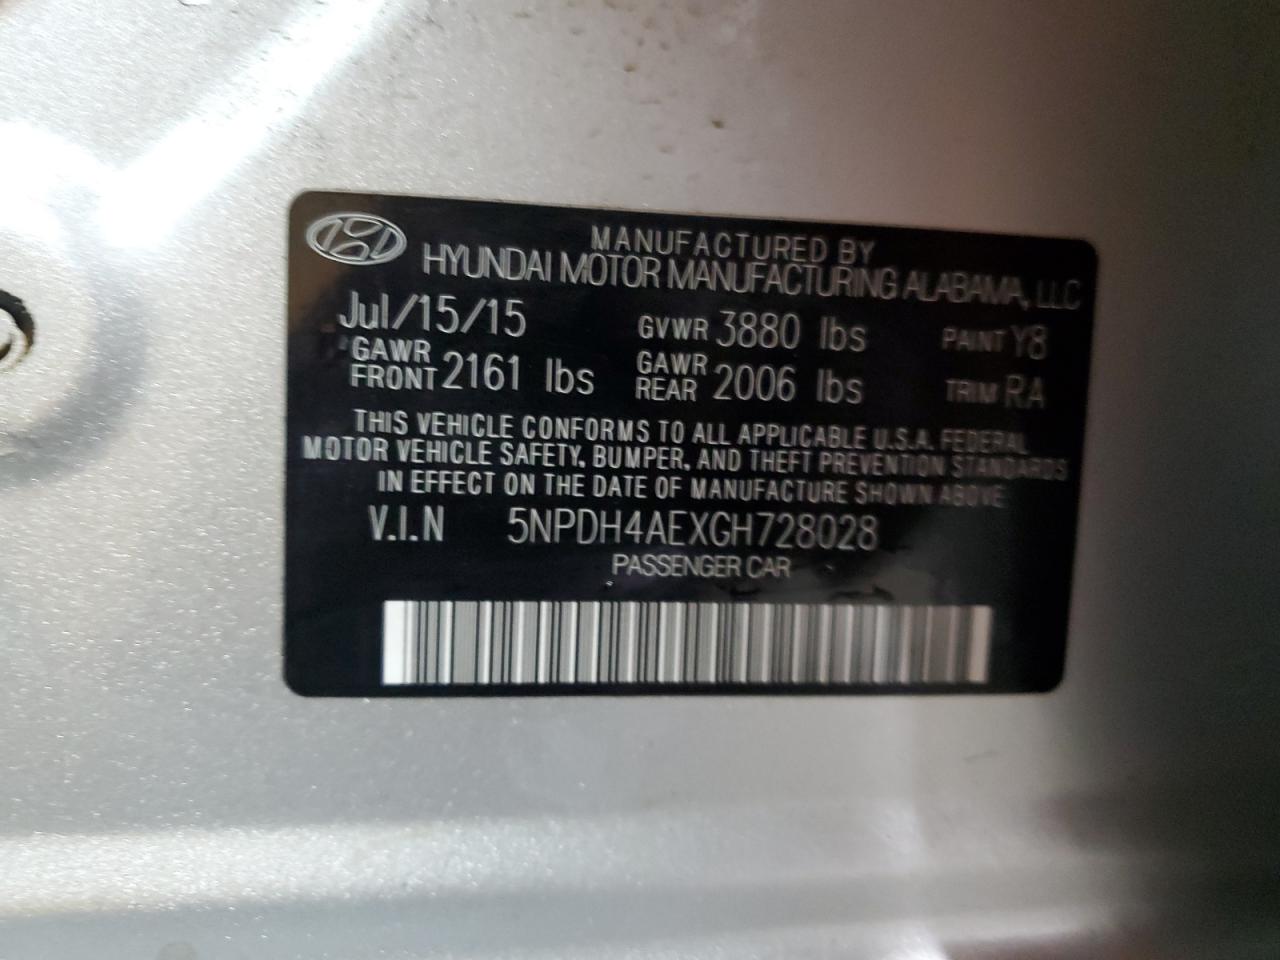 MANUFACTURED BY
HYUNDAI MOTOR MANUFACTURING ALABAMA, LLC
Jul/15/15 GVWR 3880 lbs PAINT Y8
GAWR FRONT 2161 lbs GAWR REAR 2006 lbs TRIM RA
THIS VEHICLE CONFORMS TO ALL APPLICABLE U.S.A. FEDERAL
MOTOR VEHICLE SAFETY, BUMPER, AND THEFT PREVENTION STANDARDS
IN EFFECT ON THE DATE OF MANUFACTURE SHOWN ABOVE
V.I.N 5NPDH4AEXGH728028
PASSENGER CAR